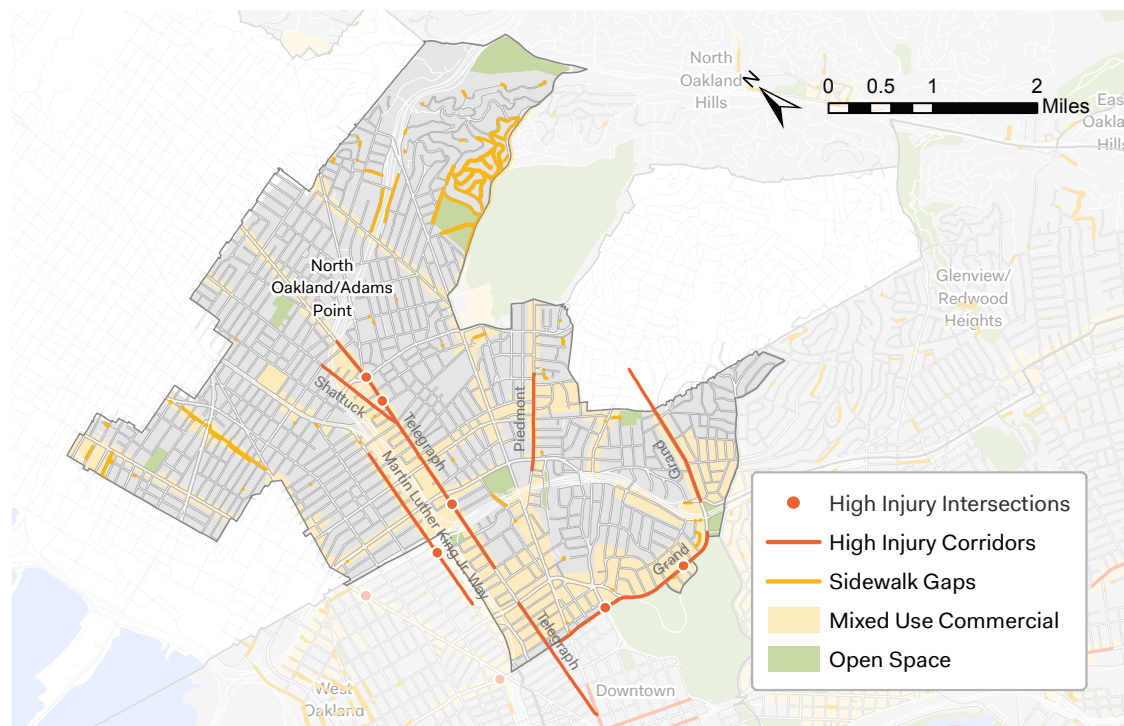 North
Oakland
Hills
N
0 0.5 1 2
Miles
East
Oakland
Hills
North
Oakland/Adams
Point
Glenview/
Redwood
Heights
Shattuck
Telegraph
Piedmont
Grand
Martin Luther King Jr. Way
Grand
Telegraph
West
Oakland
Downtown
High Injury Intersections
High Injury Corridors
Sidewalk Gaps
Mixed Use Commercial
Open Space